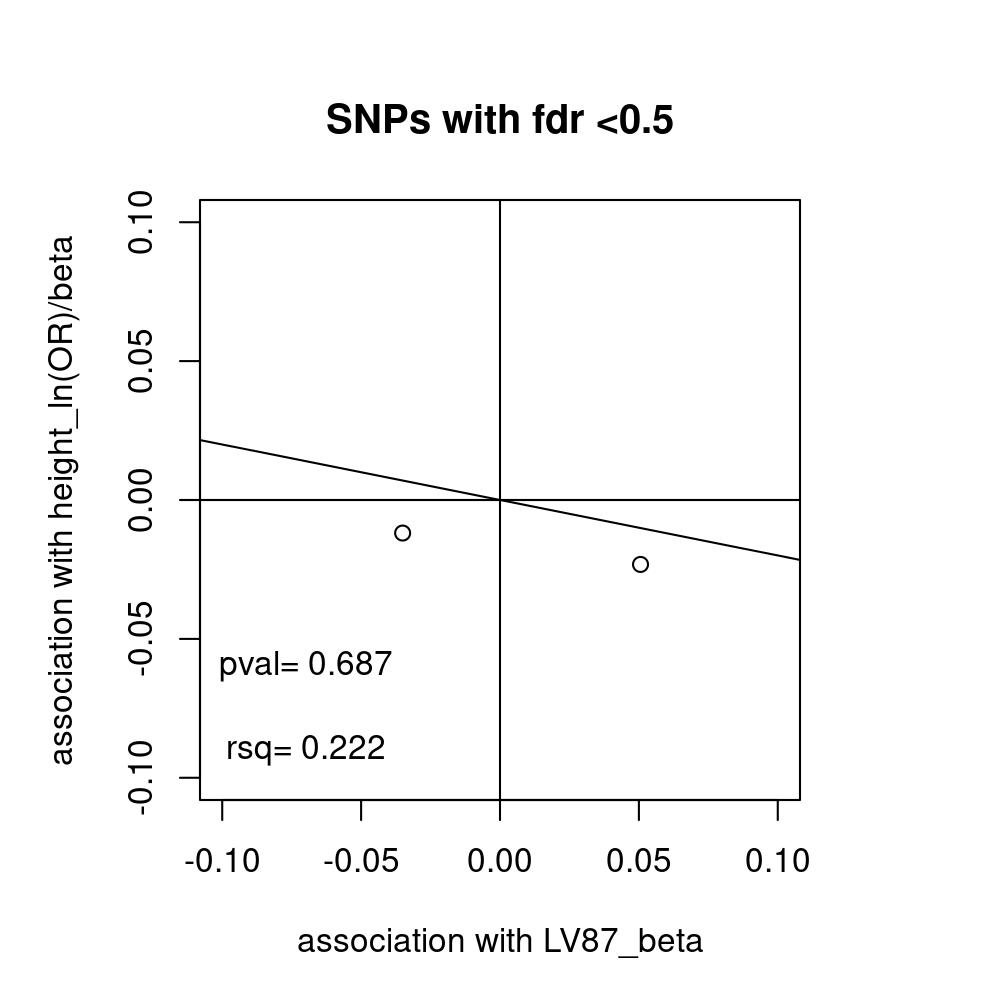 SNPs with fdr <0.5
association with height_ln(OR)/beta
0.10
0.05
0.00
-0.05
-0.10
pval= 0.687
rsq= 0.222
-0.10 -0.05 0.00 0.05 0.10
association with LV87_beta